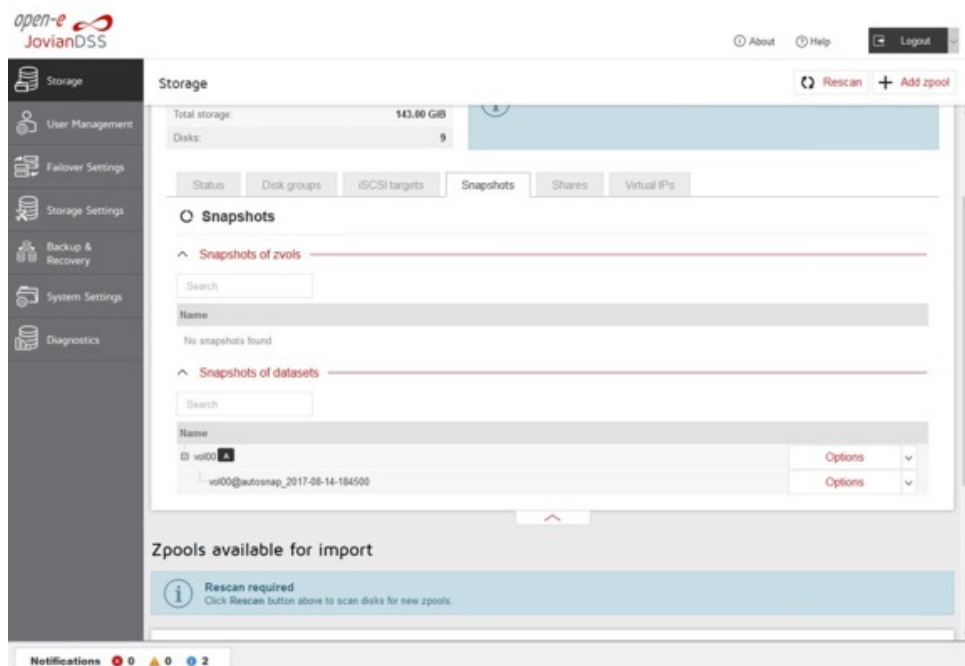 open-e
JovianDSS
About
Help
Logout
Storage
Storage
Rescan
Add zpool
User Management
Failover Settings
Storage Settings
Backup &
Recovery
System Settings
Diagnostics
Total storage: 143.00 GiB
Disks: 9
Status
Disk groups
iSCSI targets
Snapshots
Shares
Virtual IPs
Snapshots
Snapshots of zvols
Search
Name
No snapshots found.
Snapshots of datasets
Search
Name
vol00 A
Options
vol00@autosnap_2017-08-14-184500
Options
Zpools available for import
Rescan required
Click Rescan button above to scan disks for new zpools.
Notifications 0 0 2